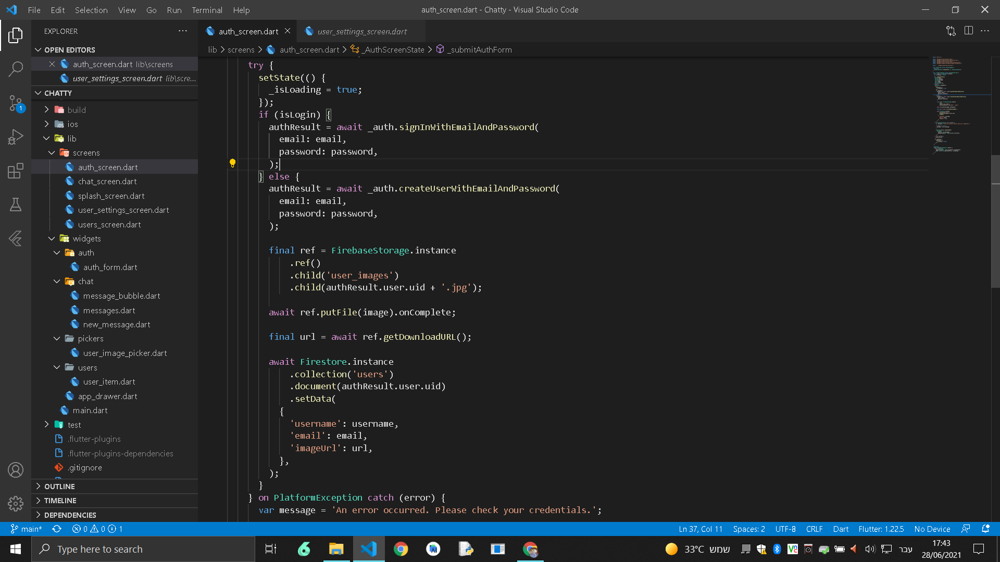 File Edit Selection View Go Run Terminal Help
auth_screen.dart - Chatty - Visual Studio Code
EXPLORER
OPEN EDITORS
auth_screen.dart lib\screens
user_settings_screen.dart lib\scre...
CHATTY
build
ios
lib
screens
auth_screen.dart
chat_screen.dart
splash_screen.dart
user_settings_screen.dart
users_screen.dart
widgets
auth
auth_form.dart
chat
message_bubble.dart
messages.dart
new_message.dart
pickers
user_image_picker.dart
users
user_item.dart
app_drawer.dart
main.dart
test
.flutter-plugins
.flutter-plugins-dependencies
.gitignore
OUTLINE
TIMELINE
DEPENDENCIES
auth_screen.dart
user_settings_screen.dart
lib > screens > auth_screen.dart > _AuthScreenState > _submitAuthForm
try {
setState(() {
_isLoading = true;
});
if (isLogin) {
authResult = await _auth.signInWithEmailAndPassword(
email: email,
password: password,
);
} else {
authResult = await _auth.createUserWithEmailAndPassword(
email: email,
password: password,
);
final ref = FirebaseStorage.instance
.ref()
.child('user_images')
.child(authResult.user.uid + '.jpg');
await ref.putFile(image).onComplete;
final url = await ref.getDownloadURL();
await Firestore.instance
.collection('users')
.document(authResult.user.uid)
.setData(
{
'username': username,
'email': email,
'imageUrl': url,
},
);
}
} on PlatformException catch (error) {
var message = 'An error occurred. Please check your credentials.';
1
main* 0 0 1
Ln 37, Col 11 Spaces: 2 UTF-8 CRLF Dart Flutter: 1.22.5 No Device
Type here to search
33°C שמש
עבר
17:43
28/06/2021